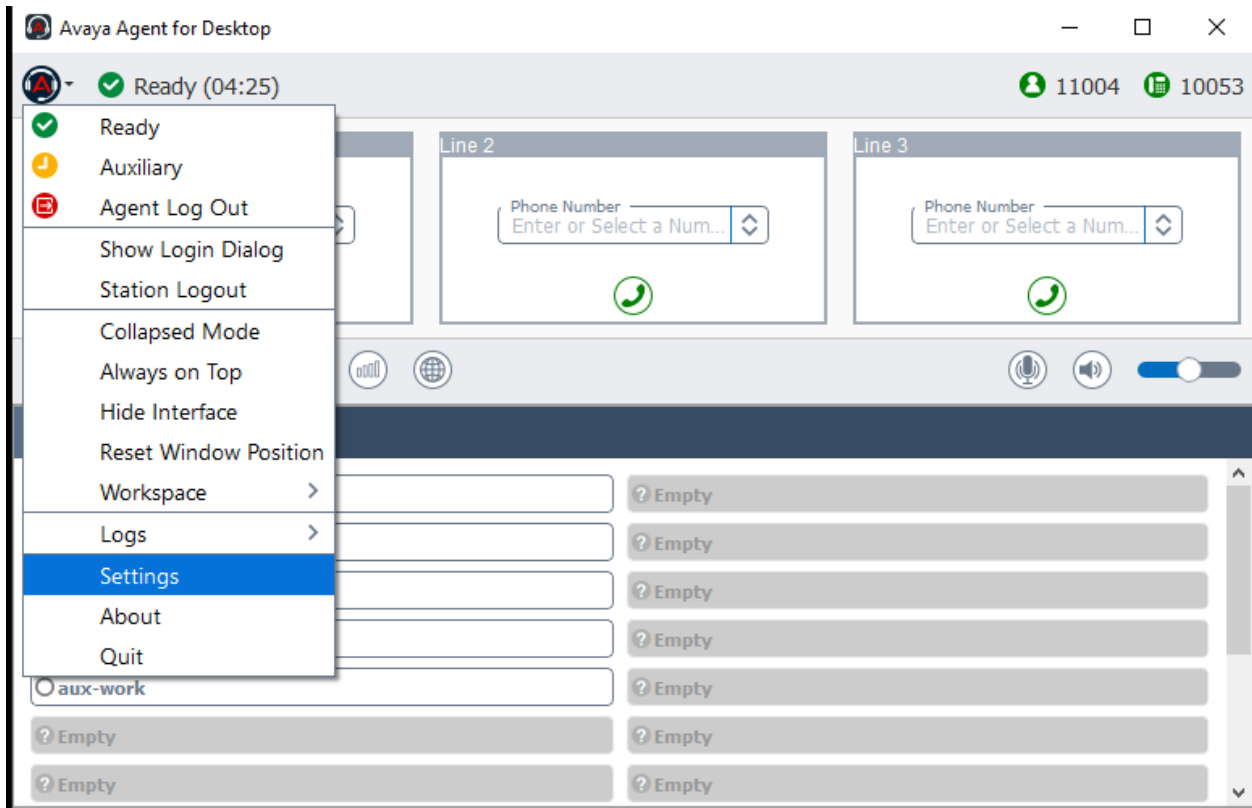 Avaya Agent for Desktop
Ready (04:25)
11004
10053
Ready
Auxiliary
Agent Log Out
Show Login Dialog
Station Logout
Collapsed Mode
Always on Top
Hide Interface
Reset Window Position
Workspace
Logs
Settings
About
Quit
Line 2
Phone Number
Enter or Select a Num...
Line 3
Phone Number
Enter or Select a Num...
Empty
Empty
Empty
Empty
aux-work
Empty
Empty
Empty
Empty
Empty